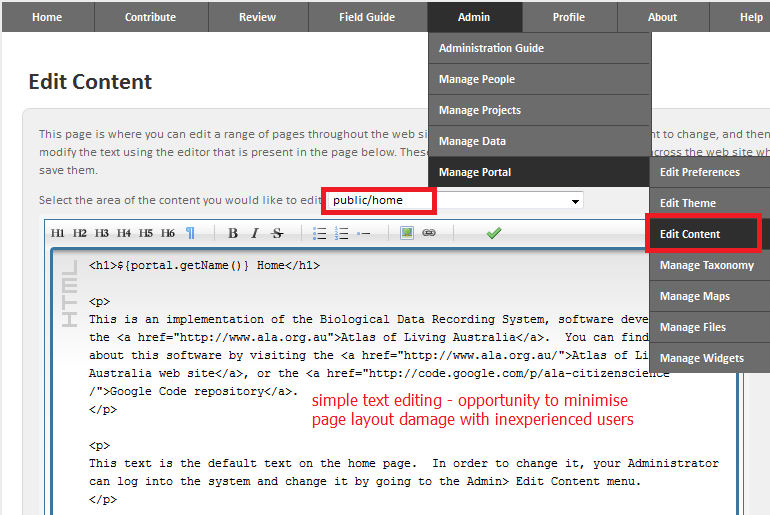 Home Contribute Review Field Guide Admin Profile About Help
Administration Guide
Manage People
Manage Projects
Manage Data
Manage Portal
Edit Preferences
Edit Theme
Edit Content
Manage Taxonomy
Manage Maps
Manage Files
Manage Widgets
Edit Content
This page is where you can edit a range of pages throughout the web si nt to change, and then
modify the text using the editor that is present in the page below. These across the web site wh
save them.
Select the area of the content you would like to edit public/home
H1 H2 H3 H4 H5 H6 ¶ B I S
HTML
<h1>${portal.getName()} Home</h1>
<p>
This is an implementation of the Biological Data Recording System, software deve
the <a href="http://www.ala.org.au">Atlas of Living Australia</a>. You can find
about this software by visiting the <a href="http://www.ala.org.au/">Atlas of Li
Australia web site</a>, or the <a href="http://code.google.com/p/ala-citizenscience
/">Google Code repository</a>.
</p>
simple text editing - opportunity to minimise
page layout damage with inexperienced users
<p>
This text is the default text on the home page. In order to change it, your Administrator
can log into the system and change it by going to the Admin> Edit Content menu.
</p>